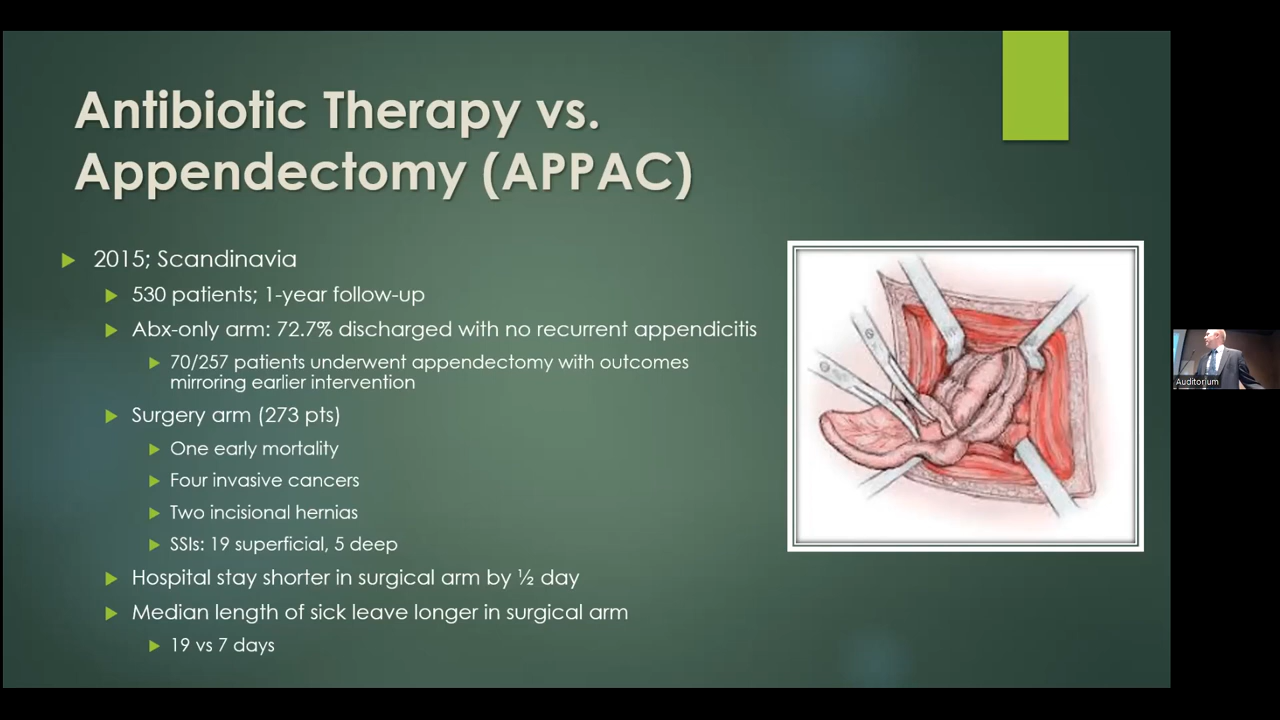 Antibiotic Therapy vs.
Appendectomy (APPAC)
2015; Scandinavia
530 patients; 1-year follow-up
Abx-only arm: 72.7% discharged with no recurrent appendicitis
70/257 patients underwent appendectomy with outcomes
mirroring earlier intervention
Surgery arm (273 pts)
One early mortality
Four invasive cancers
Two incisional hernias
SSIs: 19 superficial, 5 deep
Hospital stay shorter in surgical arm by ½ day
Median length of sick leave longer in surgical arm
19 vs 7 days
Auditorium